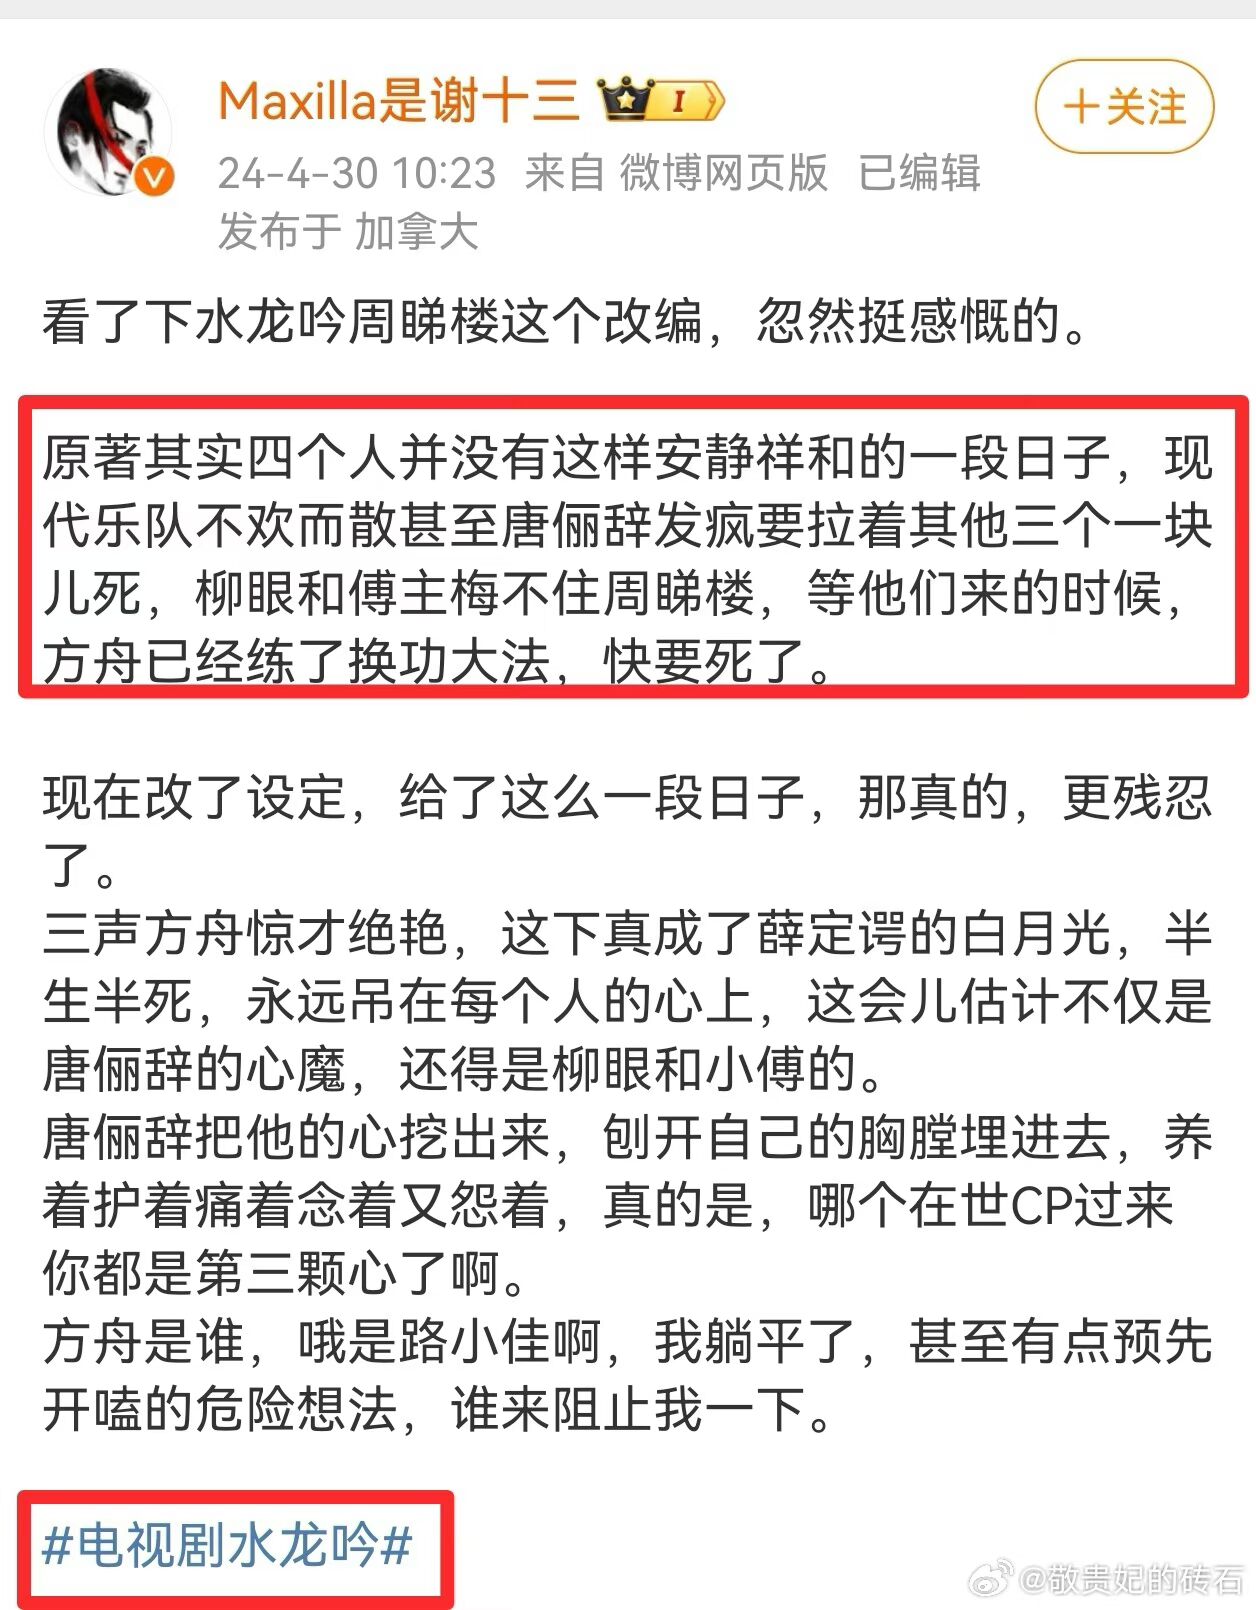 Maxilla是谢十三 I
+关注
24-4-30 10:23 来自 微博网页版 已编辑
发布于 加拿大
看了下水龙吟周睇楼这个改编，忽然挺感慨的。
原著其实四个人并没有这样安静祥和的一段日子，现
代乐队不欢而散甚至唐俪辞发疯要拉着其他三个一块
儿死，柳眼和傅主梅不住周睇楼，等他们来的时候，
方舟已经练了换功大法，快要死了。
现在改了设定，给了这么一段日子，那真的，更残忍
了。
三声方舟惊才绝艳，这下真成了薛定谔的白月光，半
生半死，永远吊在每个人的心上，这会儿估计不仅是
唐俪辞的心魔，还得是柳眼和小傅的。
唐俪辞把他的心挖出来，刨开自己的胸膛埋进去，养
着护着痛着念着又怨着，真的是，哪个在世CP过来
你都是第三颗心了啊。
方舟是谁，哦是路小佳啊，我躺平了，甚至有点预先
开嗑的危险想法，谁来阻止我一下。
#电视剧水龙吟#
@敬贵妃的砖石